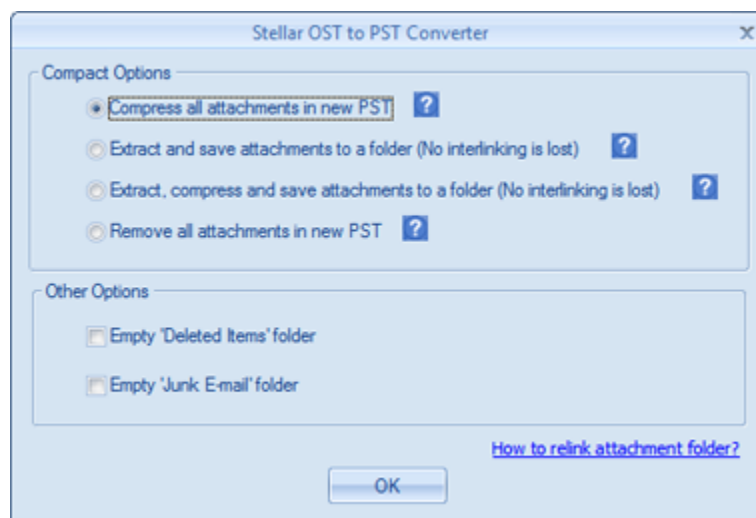 Stellar OST to PST Converter
x
Compact Options
Compress all attachments in new PST ?
Extract and save attachments to a folder (No interlinking is lost) ?
Extract, compress and save attachments to a folder (No interlinking is lost) ?
Remove all attachments in new PST ?
Other Options
Empty 'Deleted Items' folder
Empty 'Junk E-mail' folder
How to relink attachment folder?
OK